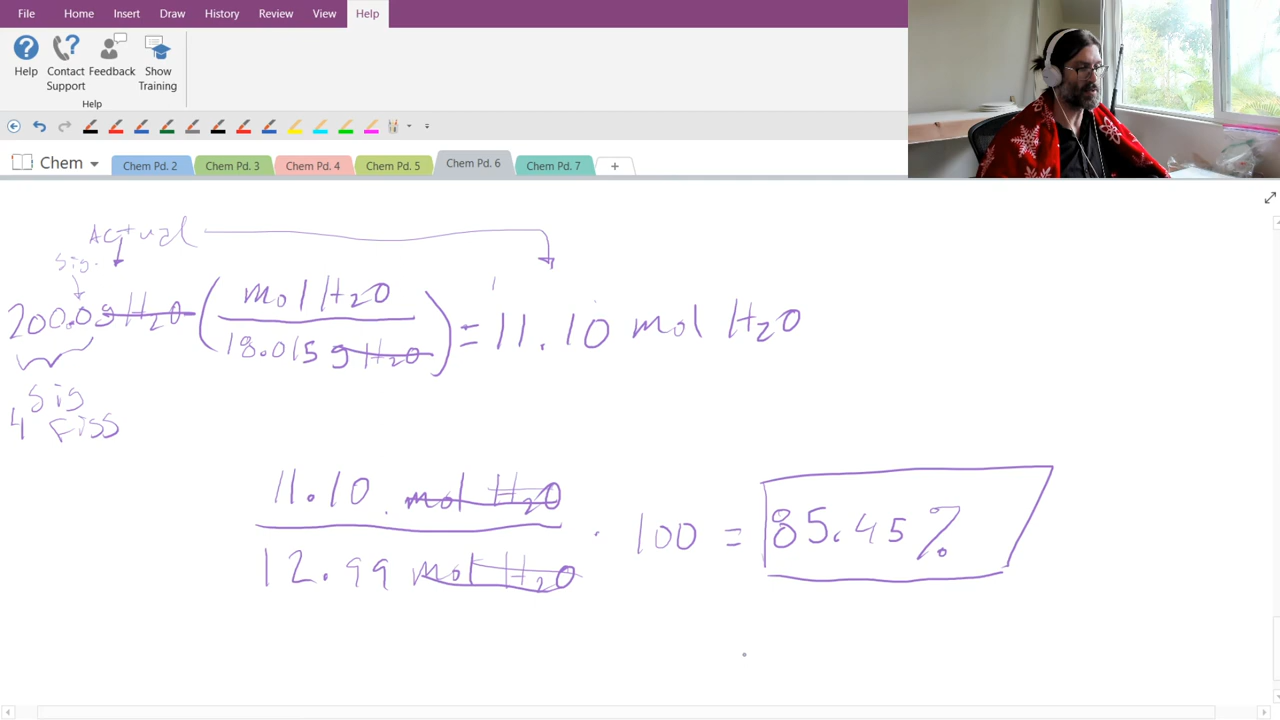 File Home Insert Draw History Review View Help
Help Contact Support Feedback Show Training
Help
Chem Chem Pd. 2 Chem Pd. 3 Chem Pd. 4 Chem Pd. 5 Chem Pd. 6 Chem Pd. 7 +
Actual
Sig.
200.0g H2O (mol H2O / 18.015 g H2O) = 11.10 mol H2O
4 Sig
Figs
11.10 mol H2O
12.99 mol H2O
· 100 = 85.45%